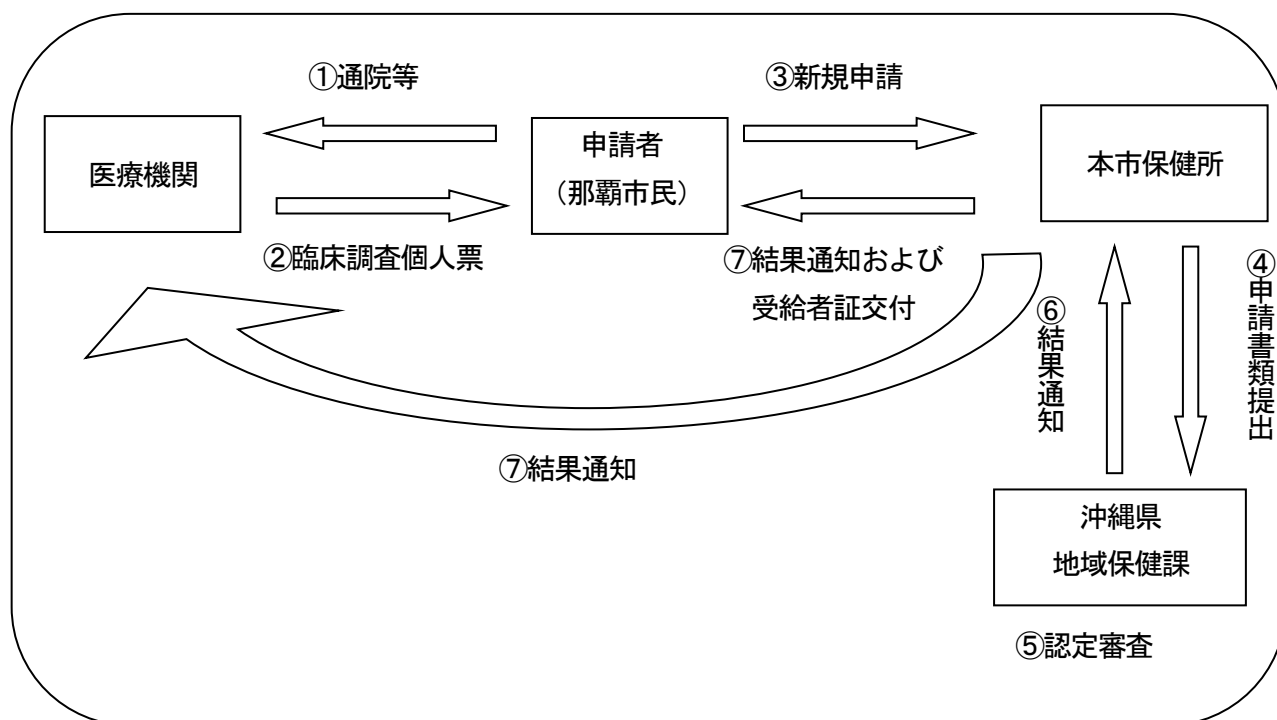 ①通院等
③新規申請
医療機関
申請者
（那覇市民）
本市保健所
②臨床調査個人票
⑦結果通知および
受給者証交付
④申請書類提出
⑥結果通知
⑦結果通知
沖縄県
地域保健課
⑤認定審査